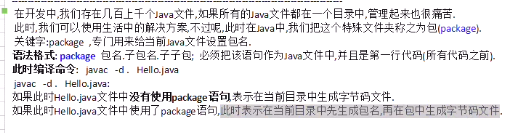 在开发中,我们存在几百上千个Java文件,如果所有的Java文件都在一个目录中,管理起来也很痛苦.
此时,我们可以使用生活中的解决方案,不过呢,此时在Java中,我们把这个特殊文件夹称之为包(package).
关键字:package ,专门用来给当前Java文件设置包名.
语法格式: package 包名.子包名.子子包; 必须把该语句作为Java文件中,并且是第一行代码(所有代码之前).
此时编译命令: javac -d . Hello.java
javac -d . Hello.java:
如果此时Hello.java文件中没有使用package语句,表示在当前目录中生成字节码文件.
如果此时Hello.java文件中使用了package语句,此时表示在当前目录中先生成包名,再在包中生成字节码文件.